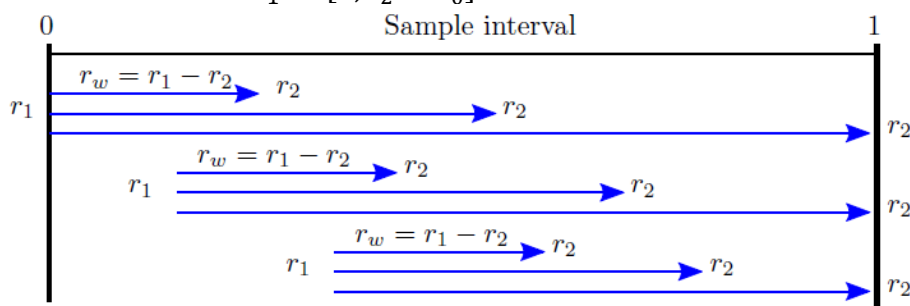 0 Sample interval 1
r_w = r_1 − r_2 r_2
r_1 r_2
r_2
r_w = r_1 − r_2 r_2
r_1 r_2
r_2
r_w = r_1 − r_2 r_2
r_1 r_2
r_2